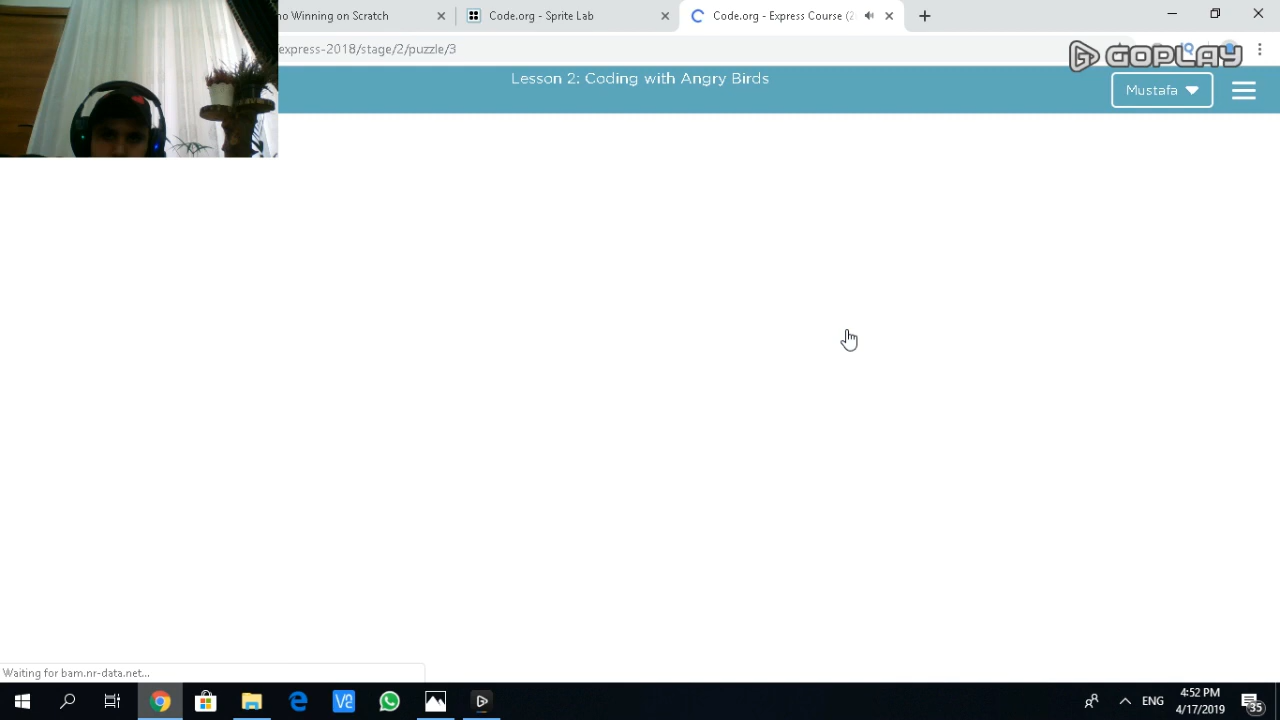 no Winning on Scratch
Code.org - Sprite Lab
Code.org - Express Course (2
express-2018/stage/2/puzzle/3
GOPLAY
Lesson 2: Coding with Angry Birds
Mustafa
Waiting for bam.nr-data.net...
ENG
4:52 PM
4/17/2019
35